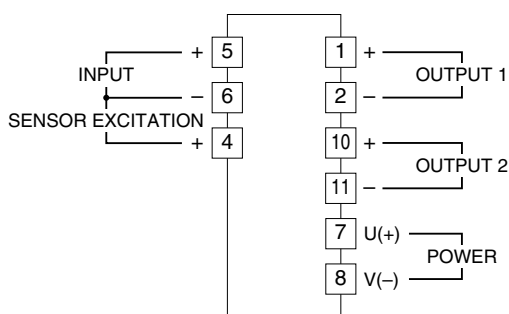 + 5
INPUT
– 6
SENSOR EXCITATION
+ 4
1 +
OUTPUT 1
2 –
10 +
OUTPUT 2
11 –
7 U(+)
POWER
8 V(–)